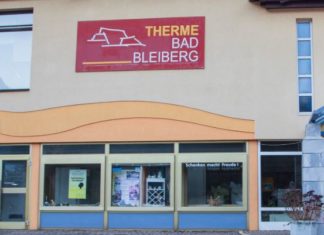 THERME
BAD
BLEIBERG
Schenken macht Freude!